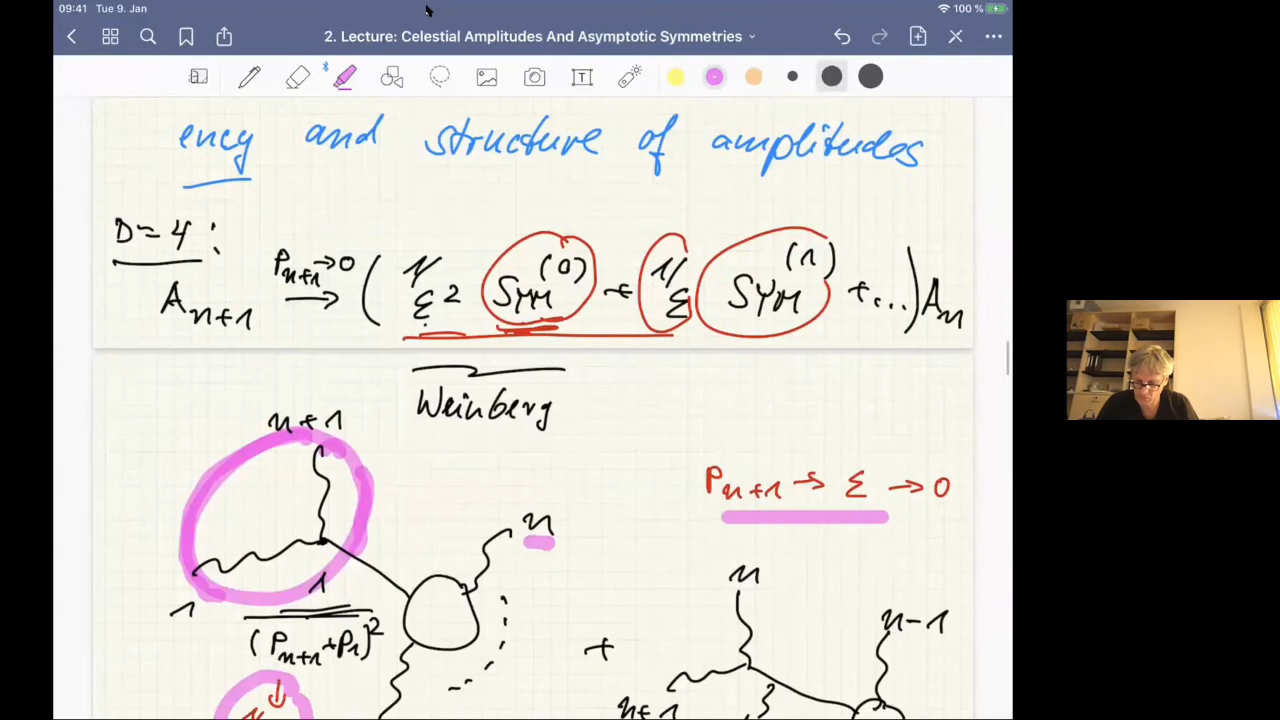 09:41 Tue 9. Jan
100 %
2. Lecture: Celestial Amplitudes And Asymptotic Symmetries
T
ency and structure of amplitudes
D=4:
A_{n+1} P_{n+1}→0 → ( 1/ε² SYM^{(0)} + 1/ε SYM^{(1)} + ...) A_n
Weinberg
n+1
P_{n+1} → ε → 0
n
1
1/(P_{n+1}+P_1)²
n
n-1
+
n+1